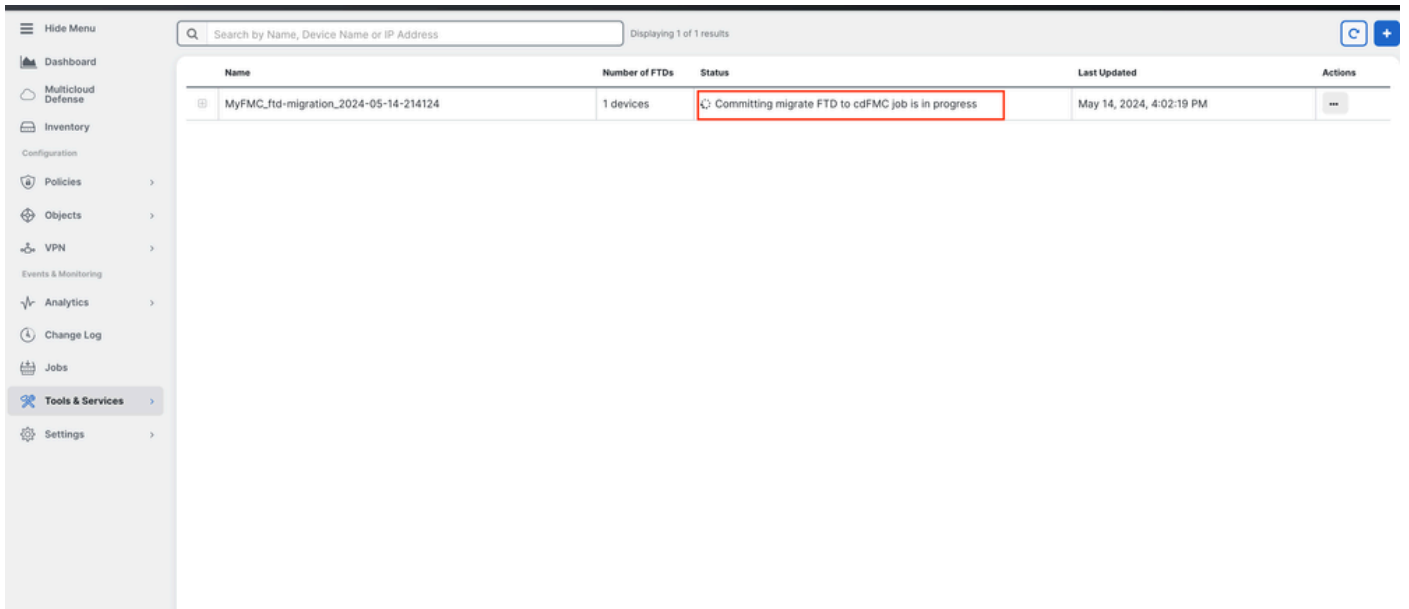 Hide Menu
Search by Name, Device Name or IP Address
Displaying 1 of 1 results
Dashboard
Multicloud
Defense
Inventory
Configuration
Policies
Objects
VPN
Events & Monitoring
Analytics
Change Log
Jobs
Tools & Services
Settings
Name Number of FTDs Status Last Updated Actions
MyFMC_ftd-migration_2024-05-14-214124 1 devices Committing migrate FTD to cdFMC job is in progress May 14, 2024, 4:02:19 PM